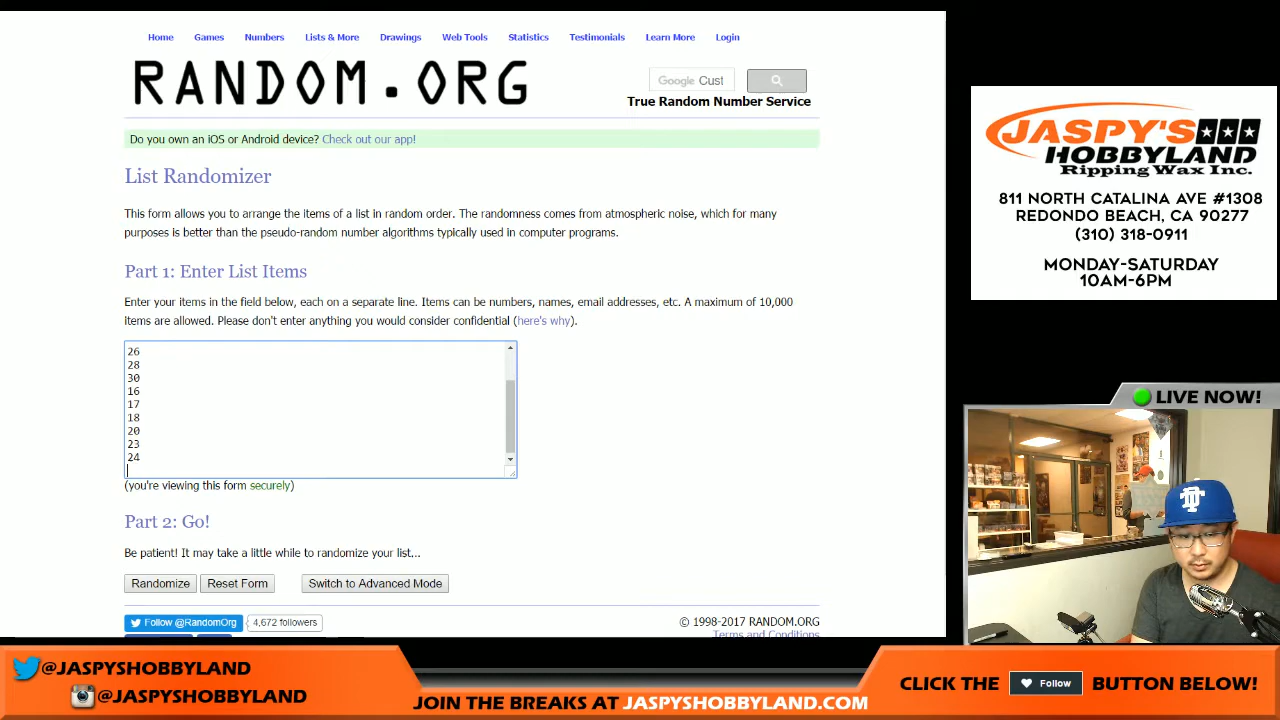 Home Games Numbers Lists & More Drawings Web Tools Statistics Testimonials Learn More Login
RANDOM.ORG
Google Cust
True Random Number Service
Do you own an iOS or Android device? Check out our app!
List Randomizer
This form allows you to arrange the items of a list in random order. The randomness comes from atmospheric noise, which for many
purposes is better than the pseudo-random number algorithms typically used in computer programs.
Part 1: Enter List Items
Enter your items in the field below, each on a separate line. Items can be numbers, names, email addresses, etc. A maximum of 10,000
items are allowed. Please don't enter anything you would consider confidential (here's why).
26
28
30
16
17
18
20
23
24
(you're viewing this form securely)
Part 2: Go!
Be patient! It may take a little while to randomize your list...
Randomize Reset Form Switch to Advanced Mode
Follow @RandomOrg 4,672 followers
© 1998-2017 RANDOM.ORG
Terms and Conditions
JASPY'S
HOBBYLAND
Ripping Wax Inc.
811 NORTH CATALINA AVE #1308
REDONDO BEACH, CA 90277
(310) 318-0911
MONDAY-SATURDAY
10AM-6PM
LIVE NOW!
@JASPYSHOBBYLAND
@JASPYSHOBBYLAND
JOIN THE BREAKS AT JASPYSHOBBYLAND.COM
CLICK THE Follow BUTTON BELOW!